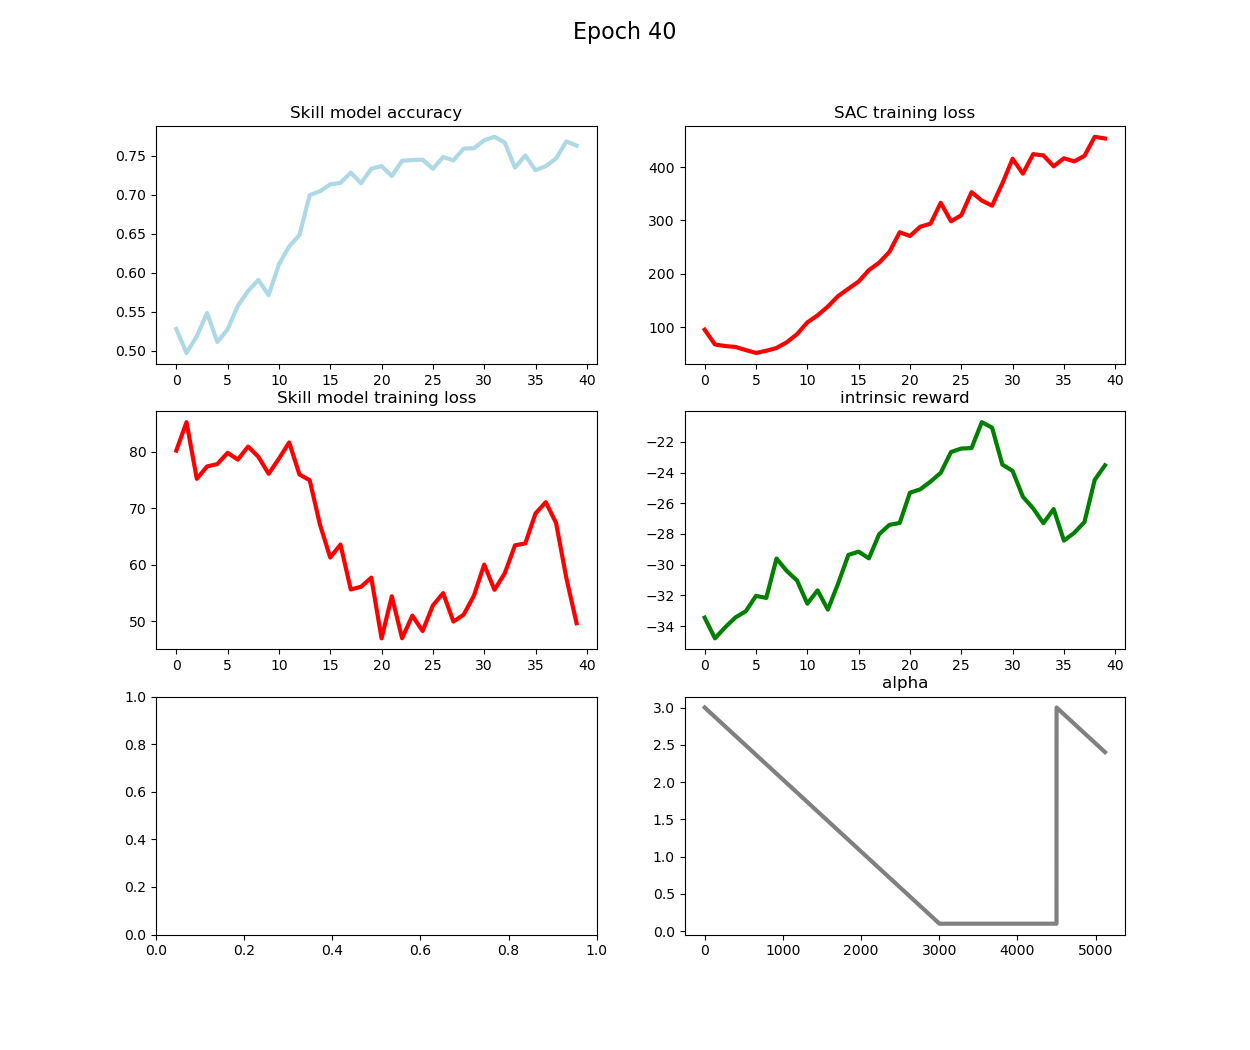 Epoch 40
Skill model accuracy
0.75
0.70
0.65
0.60
0.55
0.50
0 5 10 15 20 25 30 35 40
SAC training loss
400
300
200
100
0 5 10 15 20 25 30 35 40
Skill model training loss
80
70
60
50
0 5 10 15 20 25 30 35 40
intrinsic reward
−22
−24
−26
−28
−30
−32
−34
0 5 10 15 20 25 30 35 40
1.0
0.8
0.6
0.4
0.2
0.0
0.0 0.2 0.4 0.6 0.8 1.0
alpha
3.0
2.5
2.0
1.5
1.0
0.5
0.0
0 1000 2000 3000 4000 5000